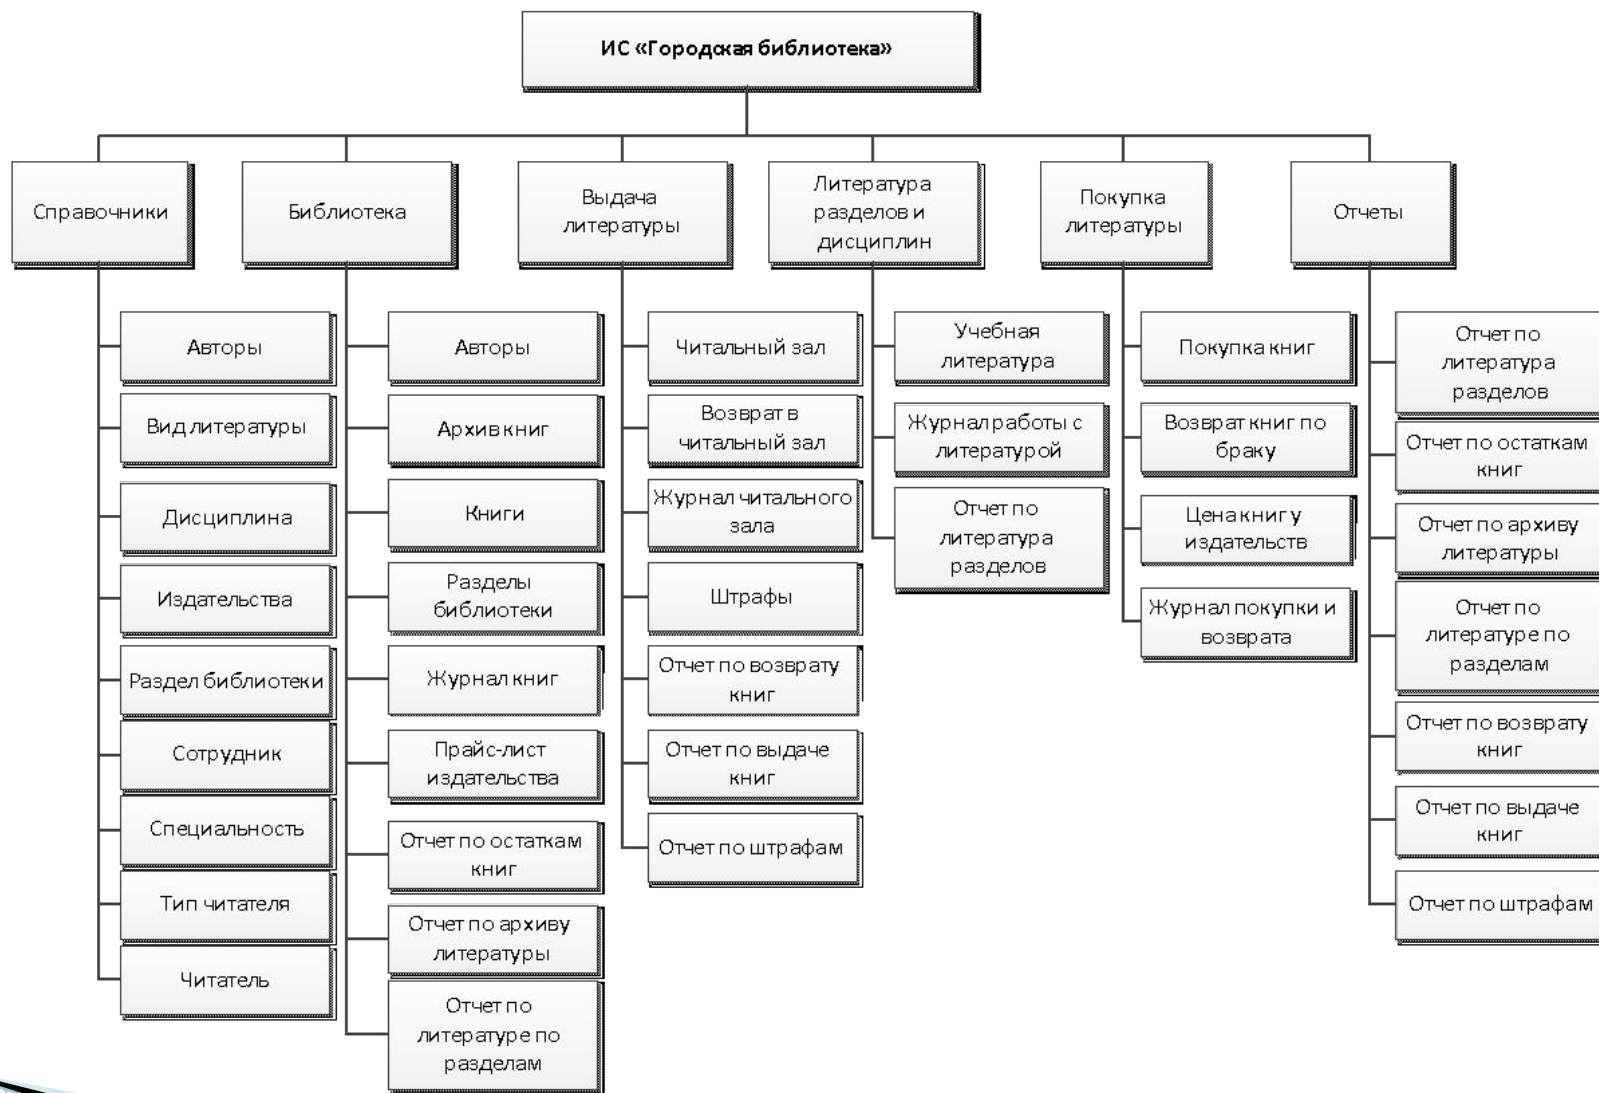 ИС «Городская библиотека»
Справочники
Авторы
Вид литературы
Дисциплина
Издательства
Раздел библиотеки
Сотрудник
Специальность
Тип читателя
Читатель
Библиотека
Авторы
Архив книг
Книги
Разделы
библиотеки
Журнал книг
Прайс-лист
издательства
Отчет по остаткам
книг
Отчет по архиву
литературы
Отчет по
литературе по
разделам
Выдача
литературы
Читальный зал
Возврат в
читальный зал
Журнал читального
зала
Штрафы
Отчет по возврату
книг
Отчет по выдаче
книг
Отчет по штрафам
Литература
разделов и
дисциплин
Учебная
литература
Журнал работы с
литературой
Отчет по
литература
разделов
Покупка
литературы
Покупка книг
Возврат книг по
браку
Цена книг у
издательств
Журнал покупки и
возврата
Отчеты
Отчет по
литература
разделов
Отчет по остаткам
книг
Отчет по архиву
литературы
Отчет по
литературе по
разделам
Отчет по возврату
книг
Отчет по выдаче
книг
Отчет по штрафам